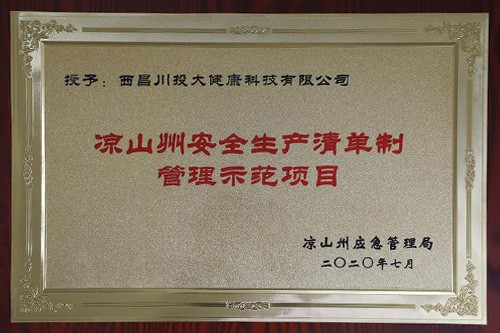 授予：西昌川投大健康科技有限公司
凉山州安全生产清单制
管理示范项目
凉山州应急管理局
二〇二〇年七月